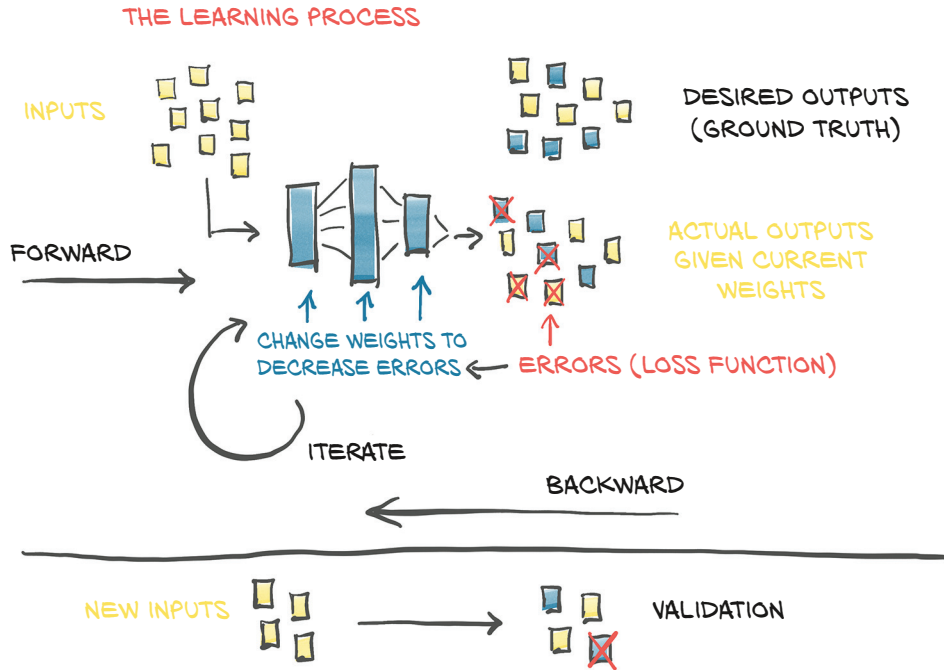 THE LEARNING PROCESS
INPUTS
DESIRED OUTPUTS
(GROUND TRUTH)
ACTUAL OUTPUTS
GIVEN CURRENT
WEIGHTS
FORWARD
CHANGE WEIGHTS TO
DECREASE ERRORS
ERRORS (LOSS FUNCTION)
ITERATE
BACKWARD
NEW INPUTS
VALIDATION